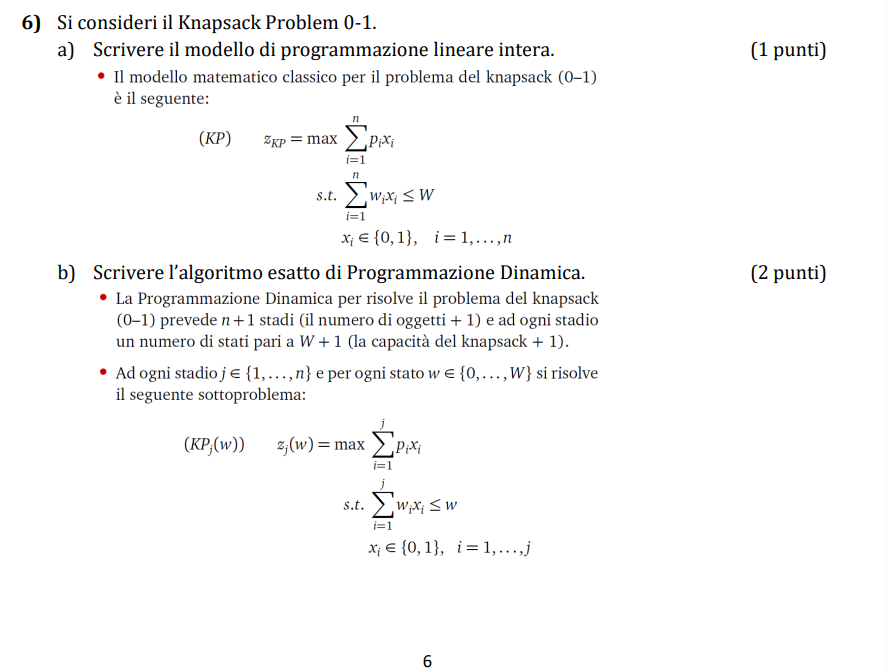 6) Si consideri il Knapsack Problem 0-1.
a) Scrivere il modello di programmazione lineare intera. (1 punti)
• Il modello matematico classico per il problema del knapsack (0–1)
è il seguente:
(KP) z_KP = max ∑_{i=1}^{n} p_i x_i
s.t. ∑_{i=1}^{n} w_i x_i ≤ W
x_i ∈ {0,1}, i = 1,...,n
b) Scrivere l'algoritmo esatto di Programmazione Dinamica. (2 punti)
• La Programmazione Dinamica per risolve il problema del knapsack
(0–1) prevede n+1 stadi (il numero di oggetti + 1) e ad ogni stadio
un numero di stati pari a W + 1 (la capacità del knapsack + 1).
• Ad ogni stadio j ∈ {1,...,n} e per ogni stato w ∈ {0,...,W} si risolve
il seguente sottoproblema:
(KP_j(w)) z_j(w) = max ∑_{i=1}^{j} p_i x_i
s.t. ∑_{i=1}^{j} w_i x_i ≤ w
x_i ∈ {0,1}, i = 1,...,j
6